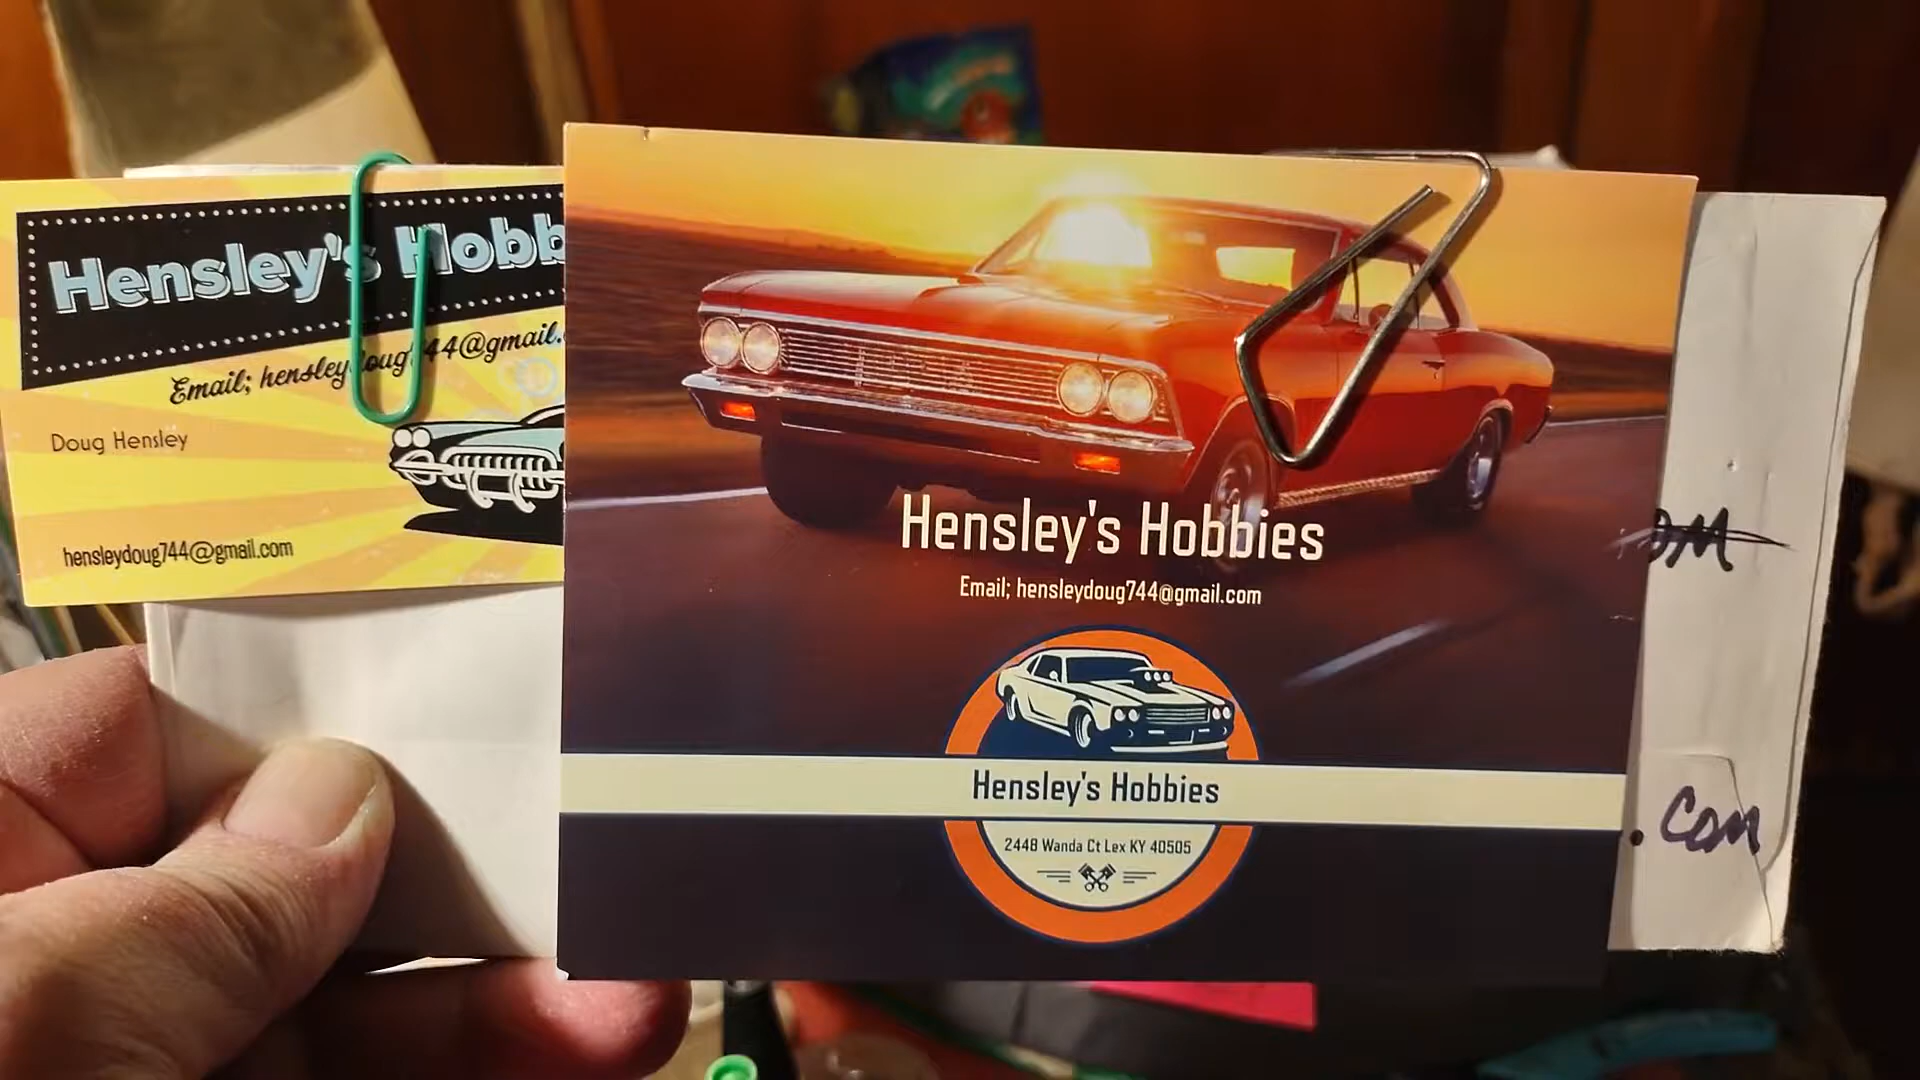 Hensley's Hobb
Email; hensleydoug744@gmail.
Doug Hensley
hensleydoug744@gmail.com
Hensley's Hobbies
Email; hensleydoug744@gmail.com
Hensley's Hobbies
2448 Wanda Ct Lex KY 40505
.Com